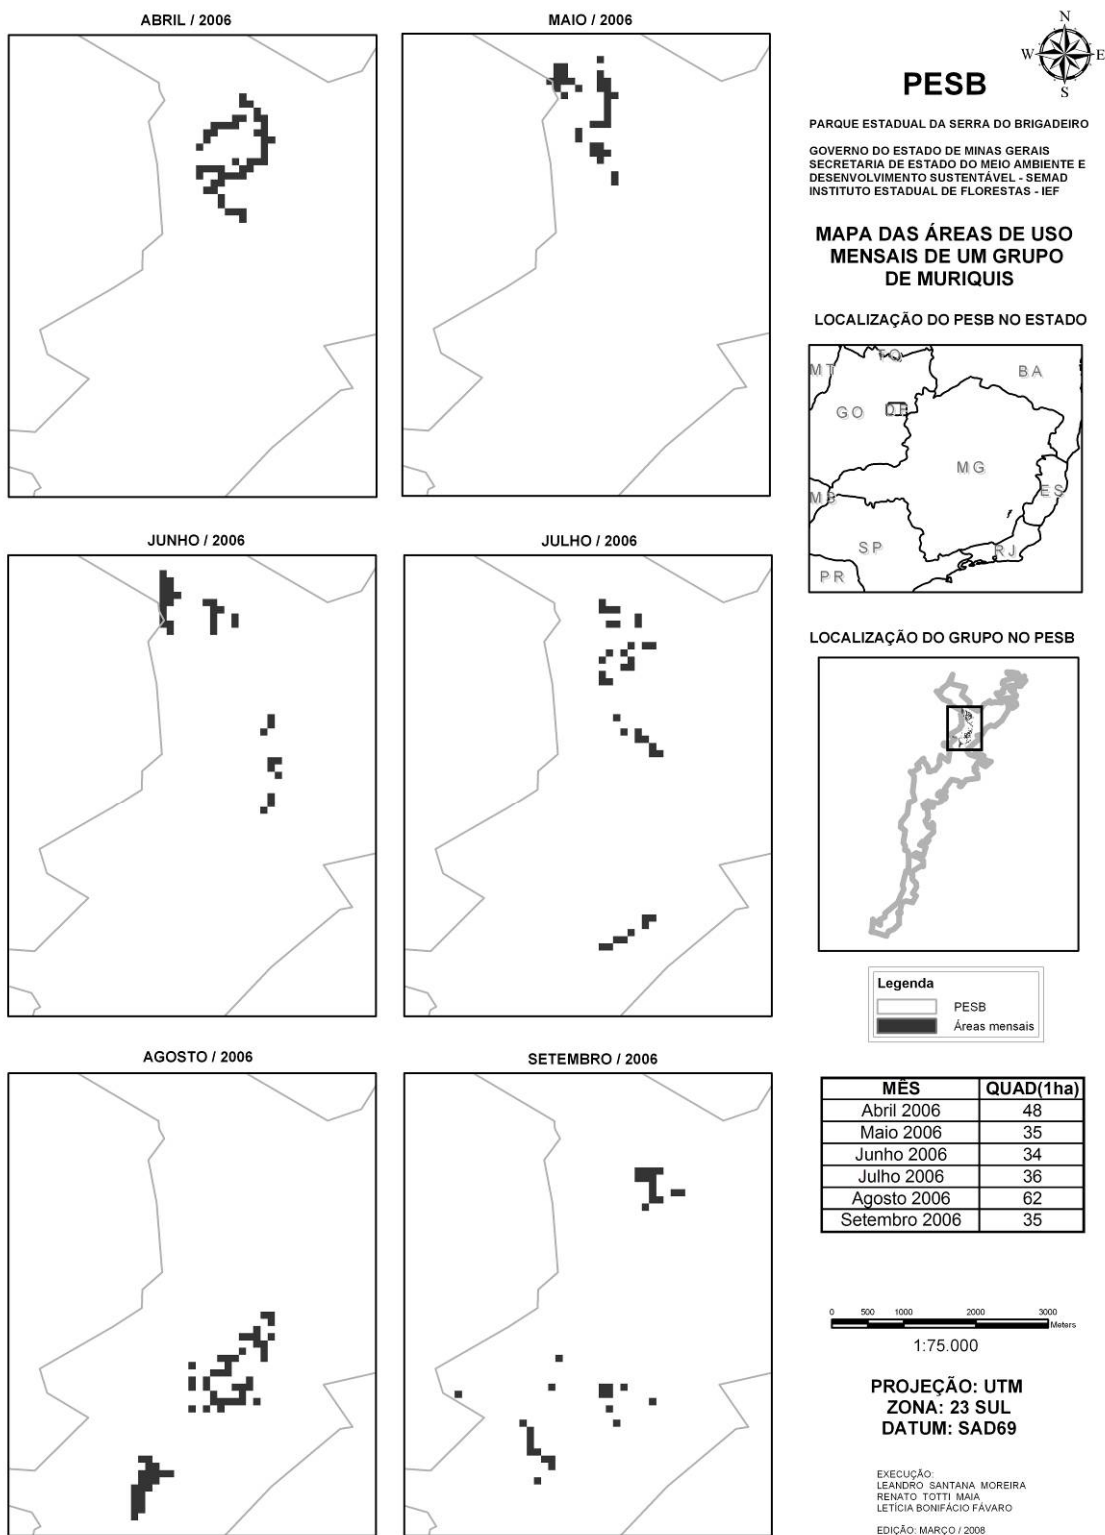 ABRIL / 2006
MAIO / 2006
N
W
E
S
PESB
PARQUE ESTADUAL DA SERRA DO BRIGADEIRO
GOVERNO DO ESTADO DE MINAS GERAIS
SECRETARIA DE ESTADO DO MEIO AMBIENTE E
DESENVOLVIMENTO SUSTENTÁVEL - SEMAD
INSTITUTO ESTADUAL DE FLORESTAS - IEF
MAPA DAS ÁREAS DE USO
MENSAIS DE UM GRUPO
DE MURIQUIS
LOCALIZAÇÃO DO PESB NO ESTADO
MT
TO
BA
GO
DF
MG
ES
MS
SP
RJ
PR
JUNHO / 2006
JULHO / 2006
LOCALIZAÇÃO DO GRUPO NO PESB
Legenda
PESB
Áreas mensais
AGOSTO / 2006
SETEMBRO / 2006
MÊS QUAD(1ha)
Abril 2006 48
Maio 2006 35
Junho 2006 34
Julho 2006 36
Agosto 2006 62
Setembro 2006 35
0 500 1000 2000 3000
Meters
1:75.000
PROJEÇÃO: UTM
ZONA: 23 SUL
DATUM: SAD69
EXECUÇÃO:
LEANDRO SANTANA MOREIRA
RENATO TOTTI MAIA
LETÍCIA BONIFÁCIO FÁVARO
EDIÇÃO: MARÇO / 2008